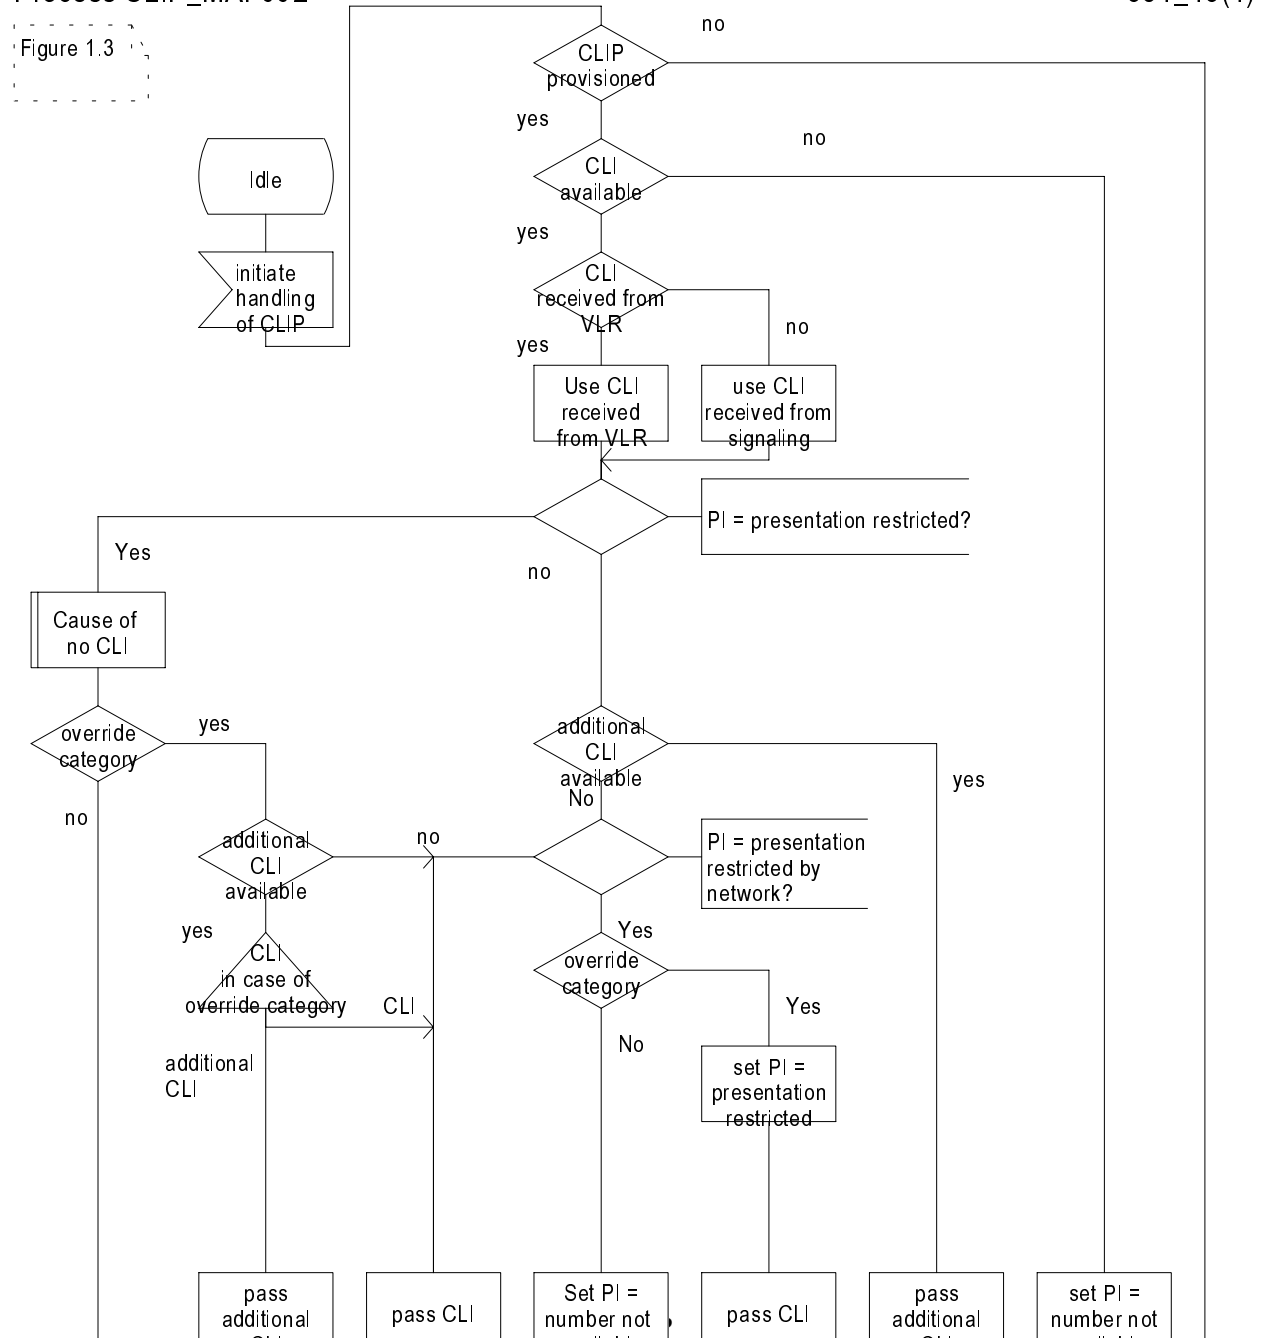 Figure 1.3
no
CLIP
provisioned
yes
no
CLI
available
Idle
yes
initiate
handling
of CLIP
CLI
received from
VLR
no
yes
Use CLI
received
from VLR
use CLI
received from
signaling
PI = presentation restricted?
Yes
no
Cause of
no CLI
override
category
yes
no
additional
CLI
available
yes
No
additional
CLI
available
no
PI = presentation
restricted by
network?
yes
Yes
CLI
in case of
override category
CLI
override
category
Yes
No
additional
CLI
set PI =
presentation
restricted
pass
additional
pass CLI
Set PI =
number not
pass CLI
pass
additional
set PI =
number not